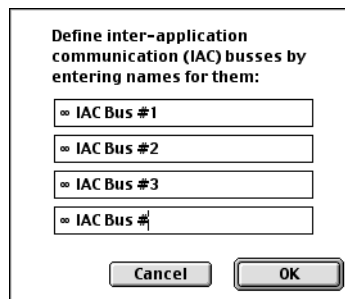 Define inter-application
communication (IAC) busses by
entering names for them:
∞ IAC Bus #1
∞ IAC Bus #2
∞ IAC Bus #3
∞ IAC Bus #
Cancel OK